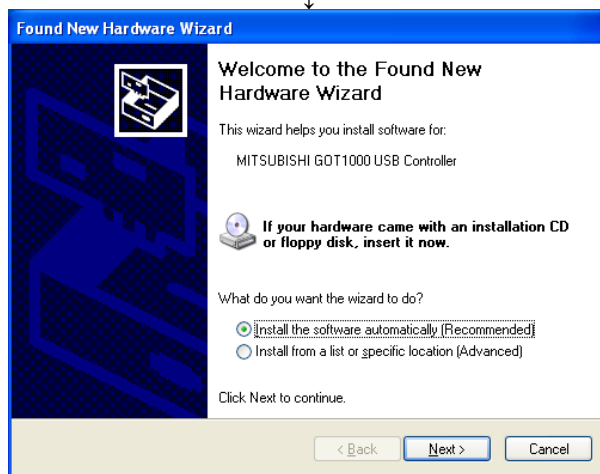 Found New Hardware Wizard
Welcome to the Found New
Hardware Wizard
This wizard helps you install software for:
MITSUBISHI GOT1000 USB Controller
If your hardware came with an installation CD
or floppy disk, insert it now.
What do you want the wizard to do?
Install the software automatically (Recommended)
Install from a list or specific location (Advanced)
Click Next to continue.
< Back Next > Cancel